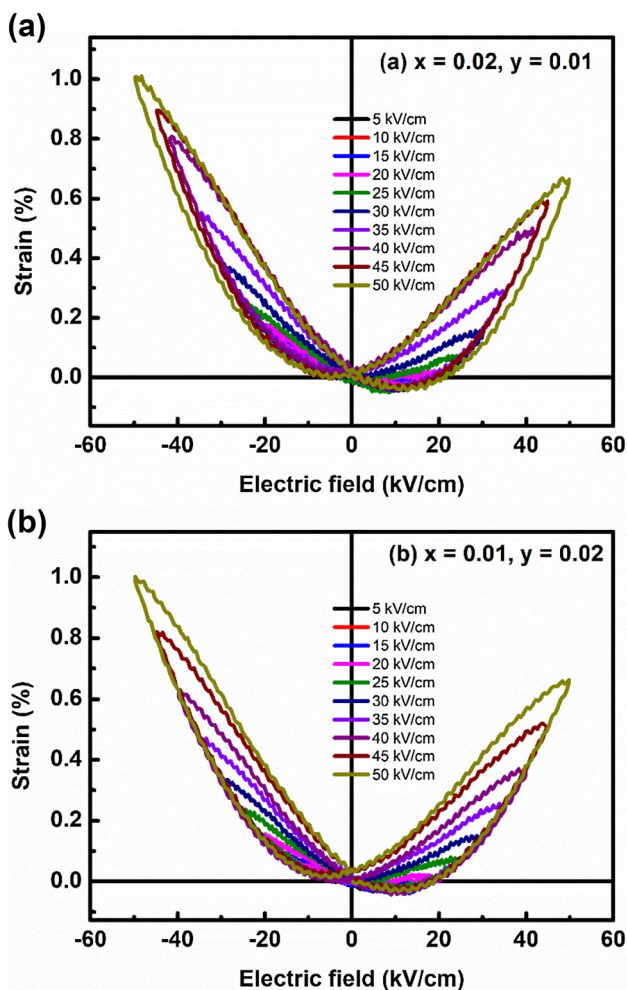 (a)
(a) x = 0.02, y = 0.01
1.0
0.8
0.6
0.4
0.2
0.0
Strain (%)
5 kV/cm
10 kV/cm
15 kV/cm
20 kV/cm
25 kV/cm
30 kV/cm
35 kV/cm
40 kV/cm
45 kV/cm
50 kV/cm
-60 -40 -20 0 20 40 60
Electric field (kV/cm)
(b)
(b) x = 0.01, y = 0.02
1.0
0.8
0.6
0.4
0.2
0.0
Strain (%)
5 kV/cm
10 kV/cm
15 kV/cm
20 kV/cm
25 kV/cm
30 kV/cm
35 kV/cm
40 kV/cm
45 kV/cm
50 kV/cm
-60 -40 -20 0 20 40 60
Electric field (kV/cm)